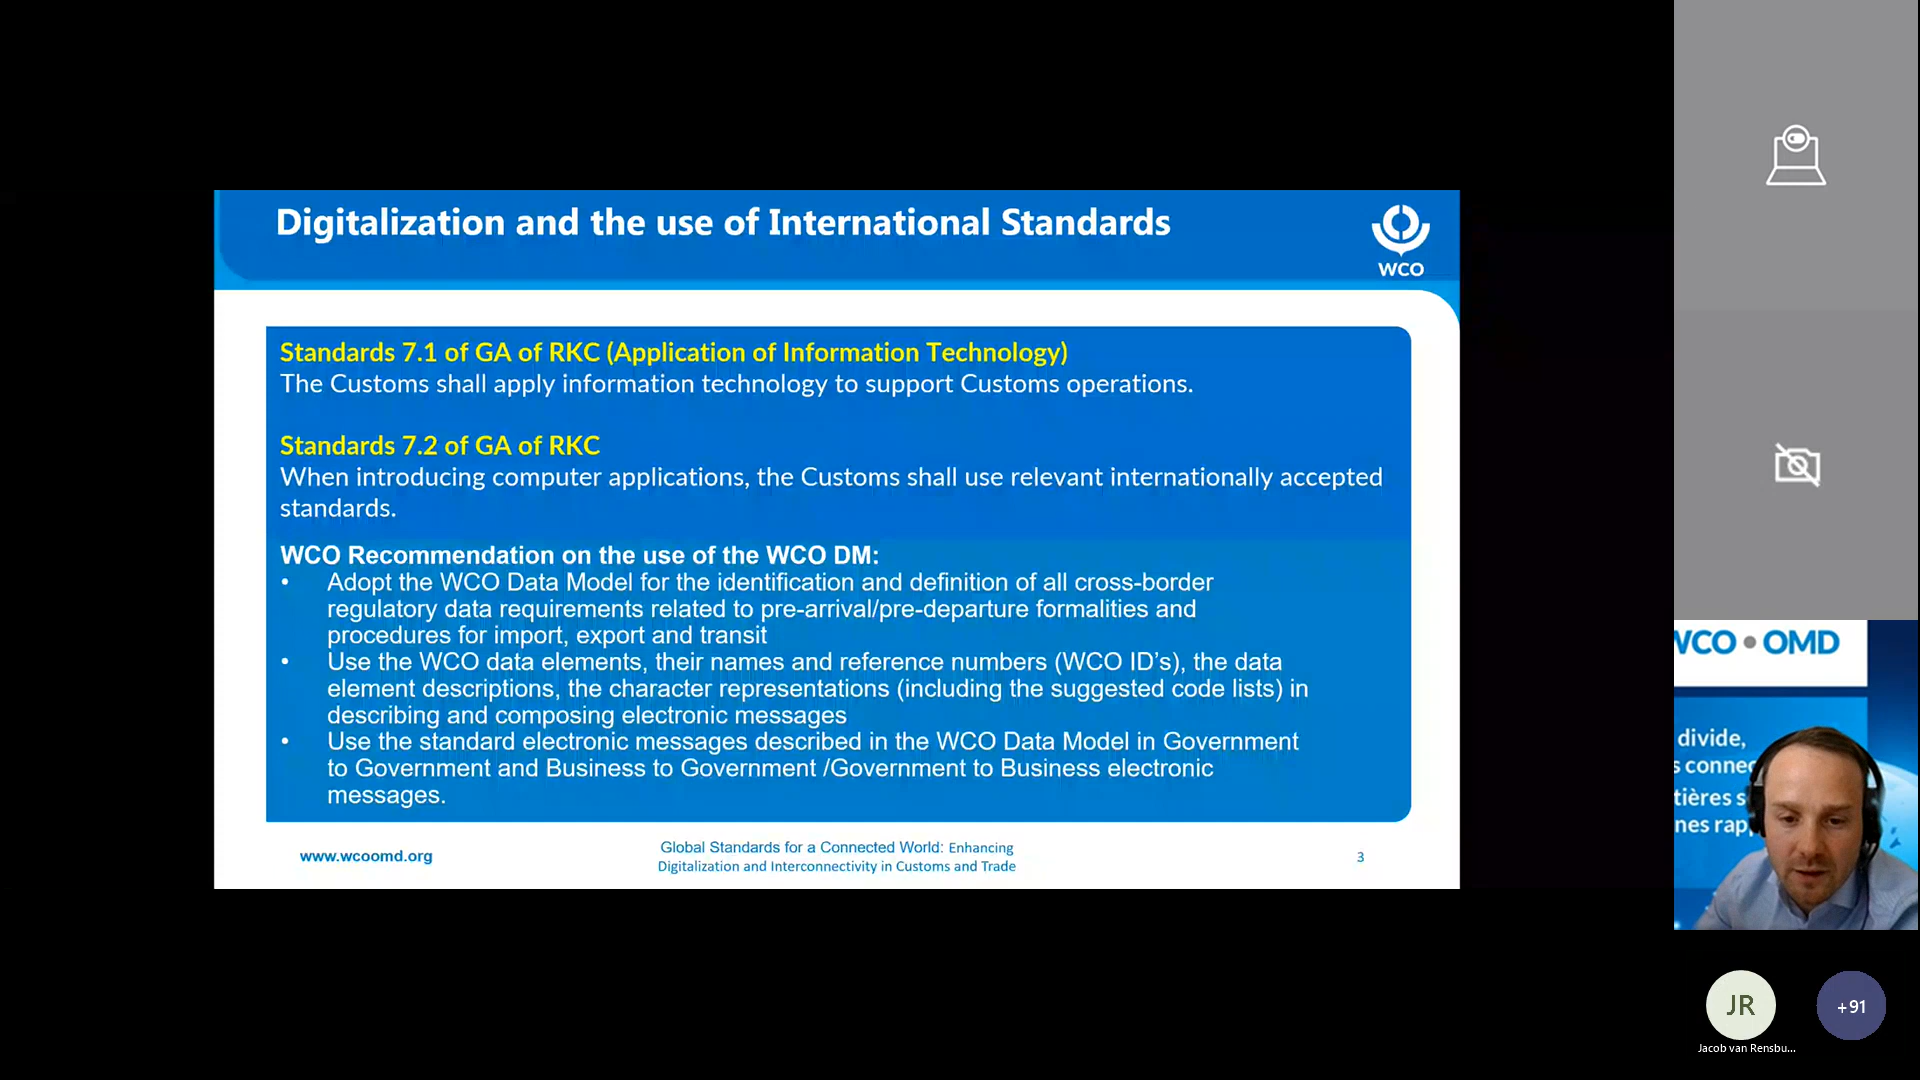 Digitalization and the use of International Standards
WCO
Standards 7.1 of GA of RKC (Application of Information Technology)
The Customs shall apply information technology to support Customs operations.
Standards 7.2 of GA of RKC
When introducing computer applications, the Customs shall use relevant internationally accepted
standards.
WCO Recommendation on the use of the WCO DM:
• Adopt the WCO Data Model for the identification and definition of all cross-border
regulatory data requirements related to pre-arrival/pre-departure formalities and
procedures for import, export and transit
• Use the WCO data elements, their names and reference numbers (WCO ID’s), the data
element descriptions, the character representations (including the suggested code lists) in
describing and composing electronic messages
• Use the standard electronic messages described in the WCO Data Model in Government
to Government and Business to Government /Government to Business electronic
messages.
www.wcoomd.org
Global Standards for a Connected World: Enhancing
Digitalization and Interconnectivity in Customs and Trade
3
WCO • OMD
divide,
s connec
tières s
nes rap
JR
+91
Jacob van Rensbu...